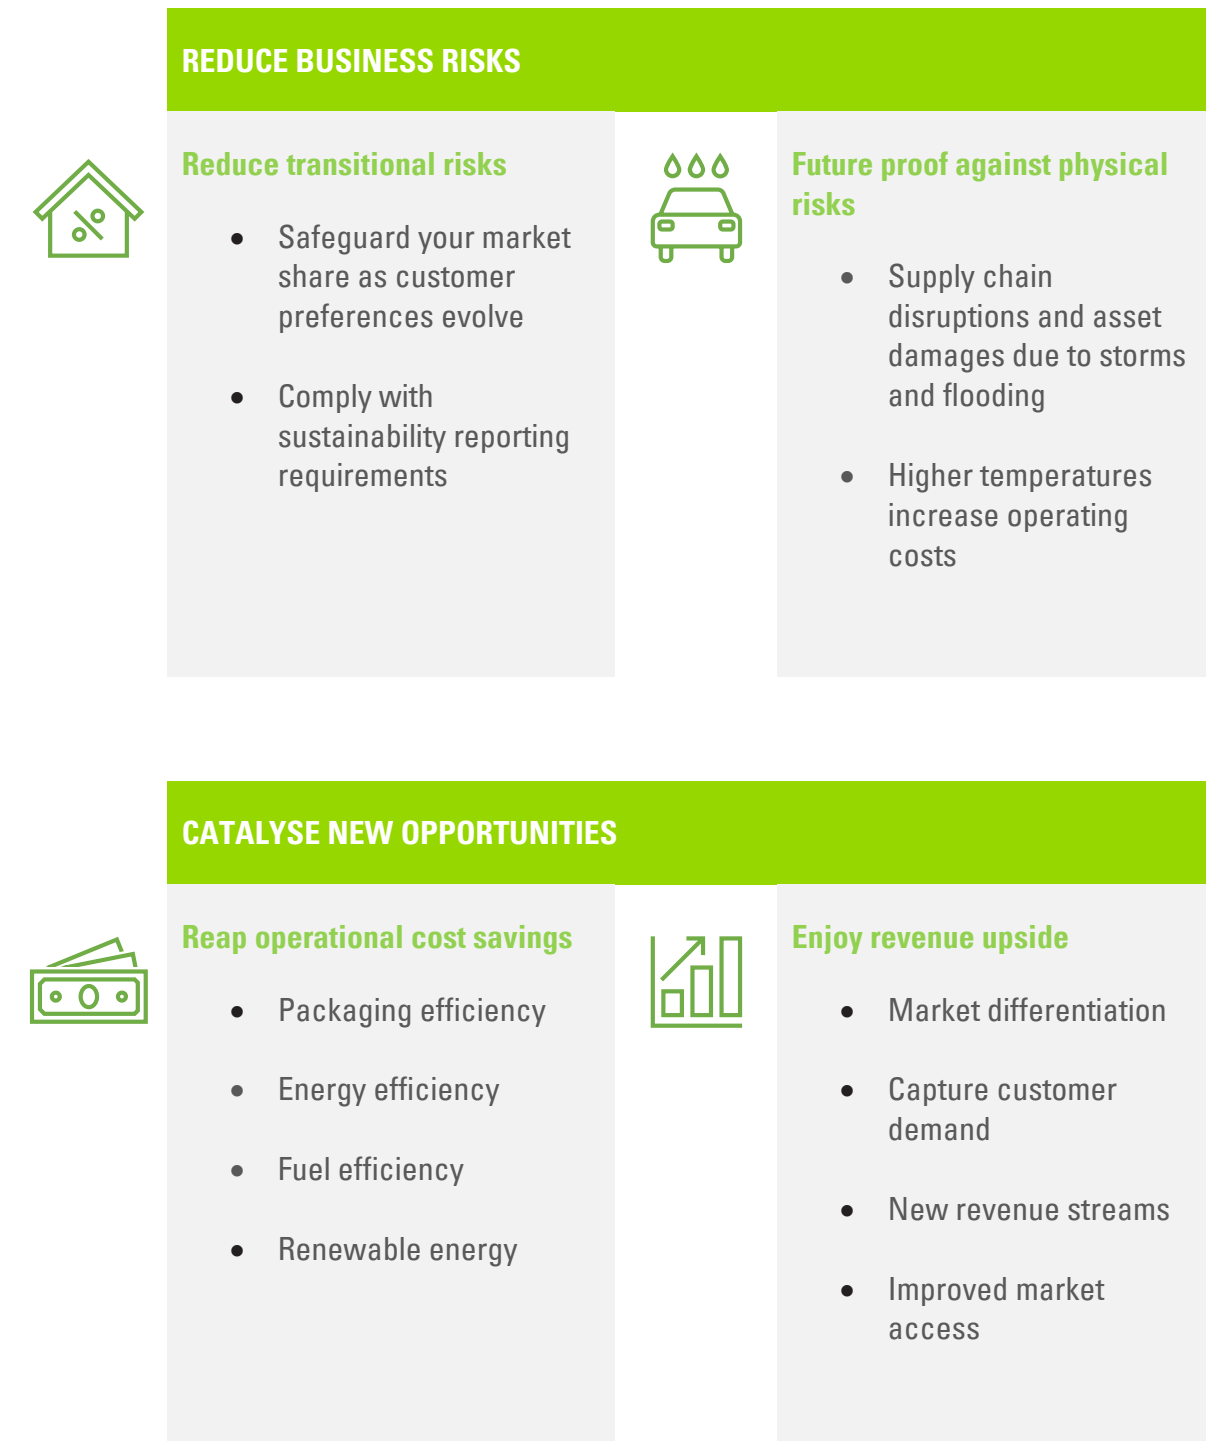 REDUCE BUSINESS RISKS
Reduce transitional risks
● Safeguard your market
share as customer
preferences evolve
● Comply with
sustainability reporting
requirements
Future proof against physical
risks
● Supply chain
disruptions and asset
damages due to storms
and flooding
● Higher temperatures
increase operating
costs
CATALYSE NEW OPPORTUNITIES
Reap operational cost savings
● Packaging efficiency
● Energy efficiency
● Fuel efficiency
● Renewable energy
Enjoy revenue upside
● Market differentiation
● Capture customer
demand
● New revenue streams
● Improved market
access